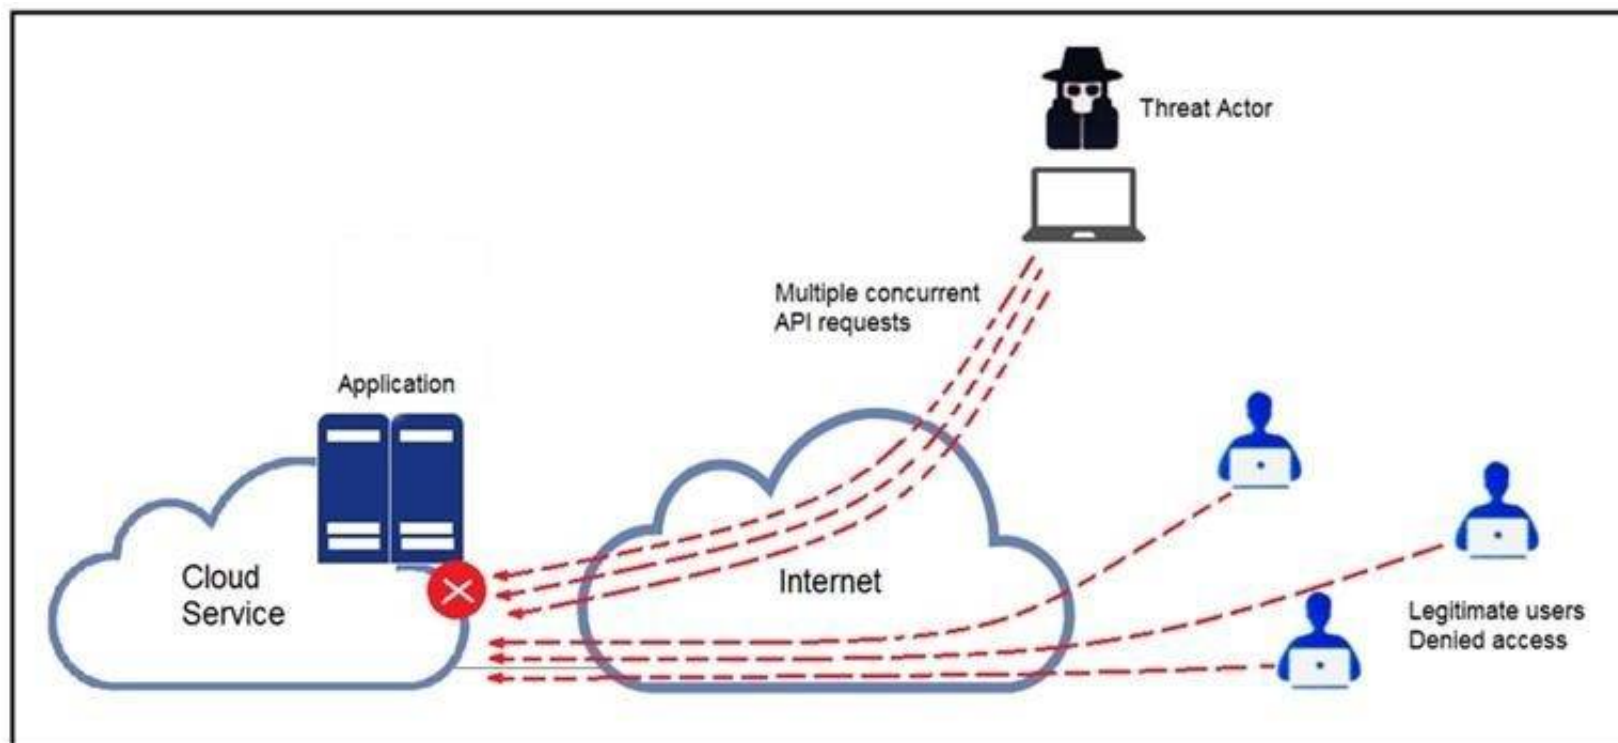 Threat Actor
Multiple concurrent
API requests
Application
Cloud
Service
Internet
Legitimate users
Denied access